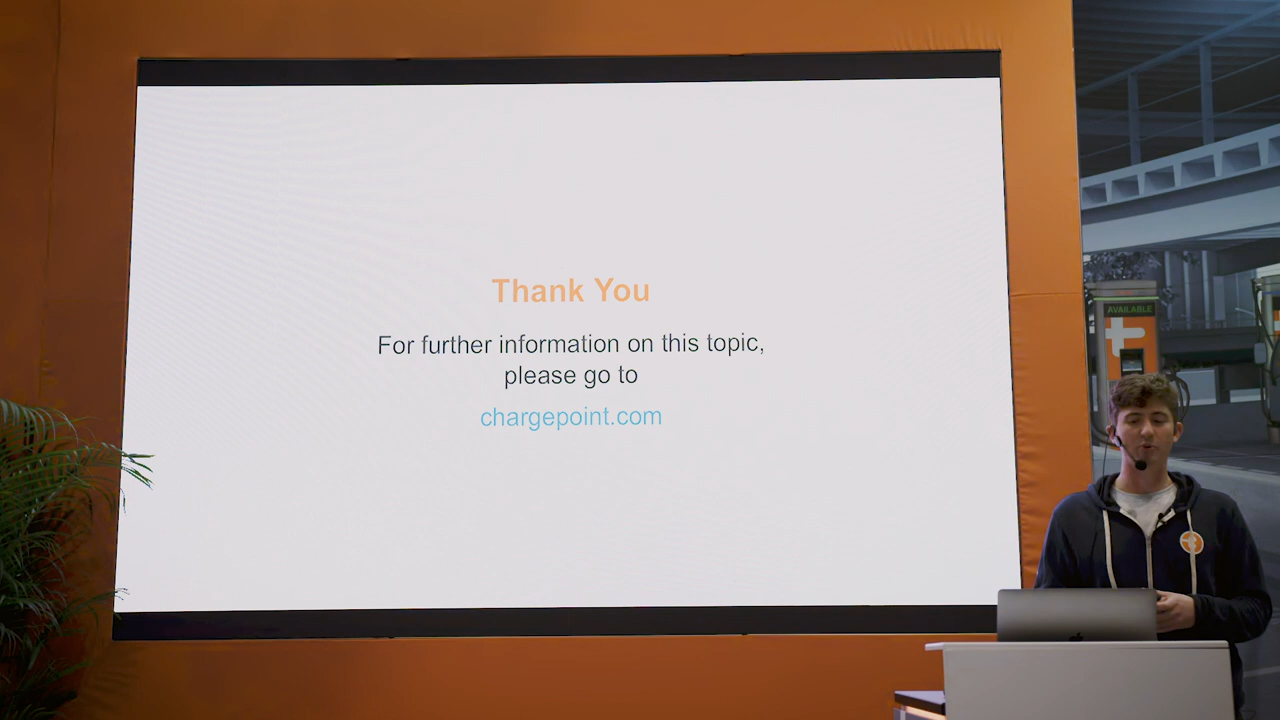 Thank You
For further information on this topic,
please go to
chargepoint.com
AVAILABLE